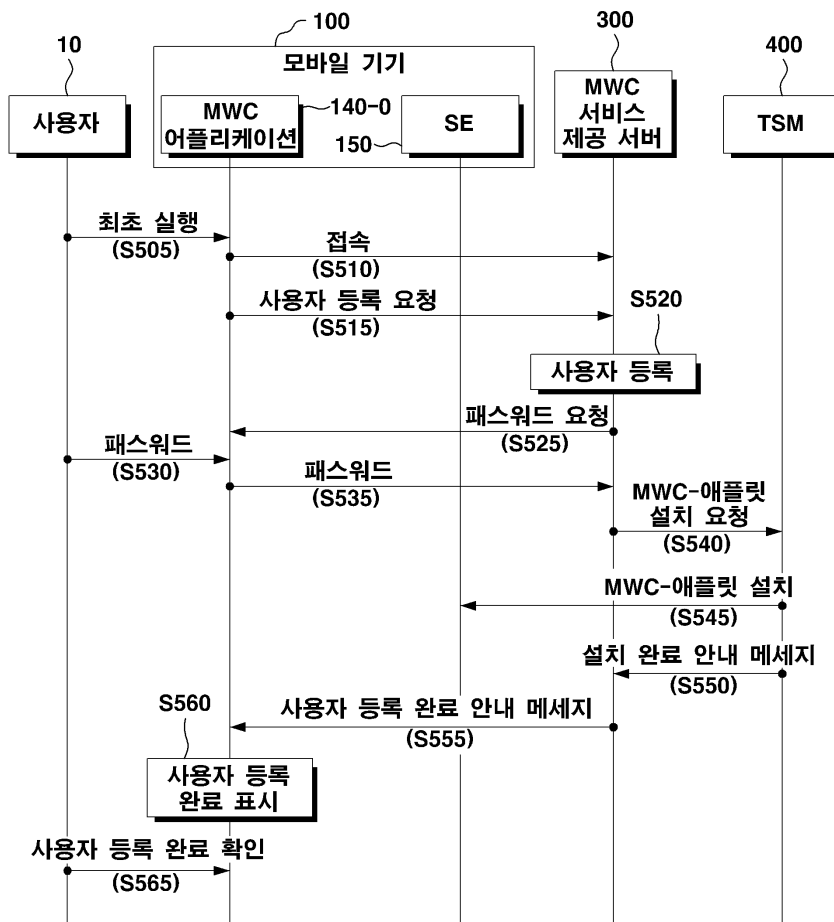 10
100
300
400
모바일 기기
사용자
MWC
어플리케이션
140-0
150
SE
MWC
서비스
제공 서버
TSM
최초 실행
(S505)
접속
(S510)
사용자 등록 요청
(S515)
S520
사용자 등록
패스워드 요청
(S525)
패스워드
(S530)
패스워드
(S535)
MWC-애플릿
설치 요청
(S540)
MWC-애플릿 설치
(S545)
설치 완료 안내 메세지
(S550)
사용자 등록 완료 안내 메세지
(S555)
S560
사용자 등록
완료 표시
사용자 등록 완료 확인
(S565)